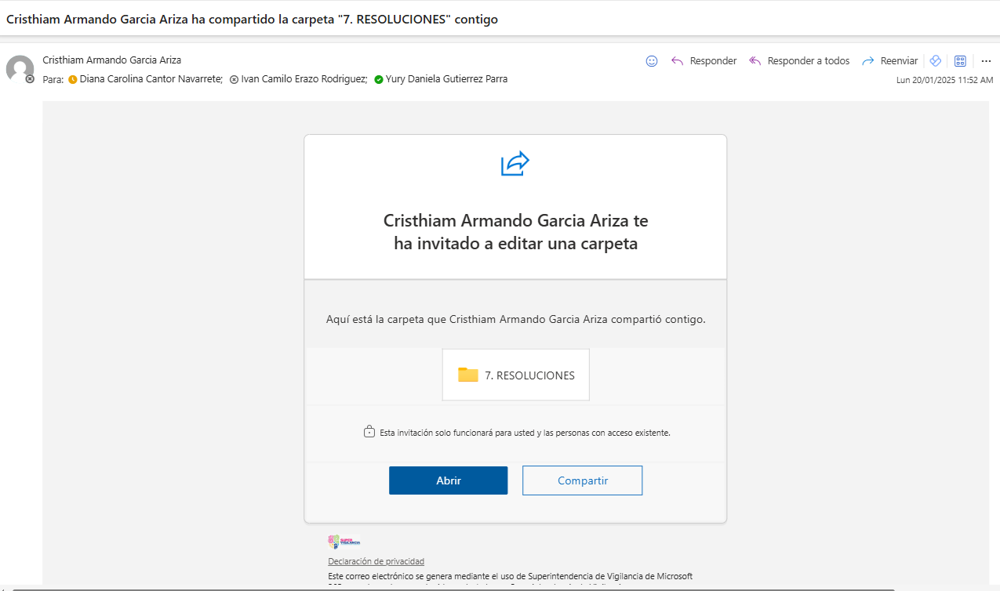 Cristhiam Armando Garcia Ariza ha compartido la carpeta "7. RESOLUCIONES" contigo
Cristhiam Armando Garcia Ariza
Responder Responder a todos Reenviar
Para: Diana Carolina Cantor Navarrete; Ivan Camilo Erazo Rodriguez; Yury Daniela Gutierrez Parra
Lun 20/01/2025 11:52 AM
Cristhiam Armando Garcia Ariza te
ha invitado a editar una carpeta
Aquí está la carpeta que Cristhiam Armando Garcia Ariza compartió contigo.
7. RESOLUCIONES
Esta invitación solo funcionará para usted y las personas con acceso existente.
Abrir
Compartir
SUPER
VIGILANCIA
Declaración de privacidad
Este correo electrónico se genera mediante el uso de Superintendencia de Vigilancia de Microsoft